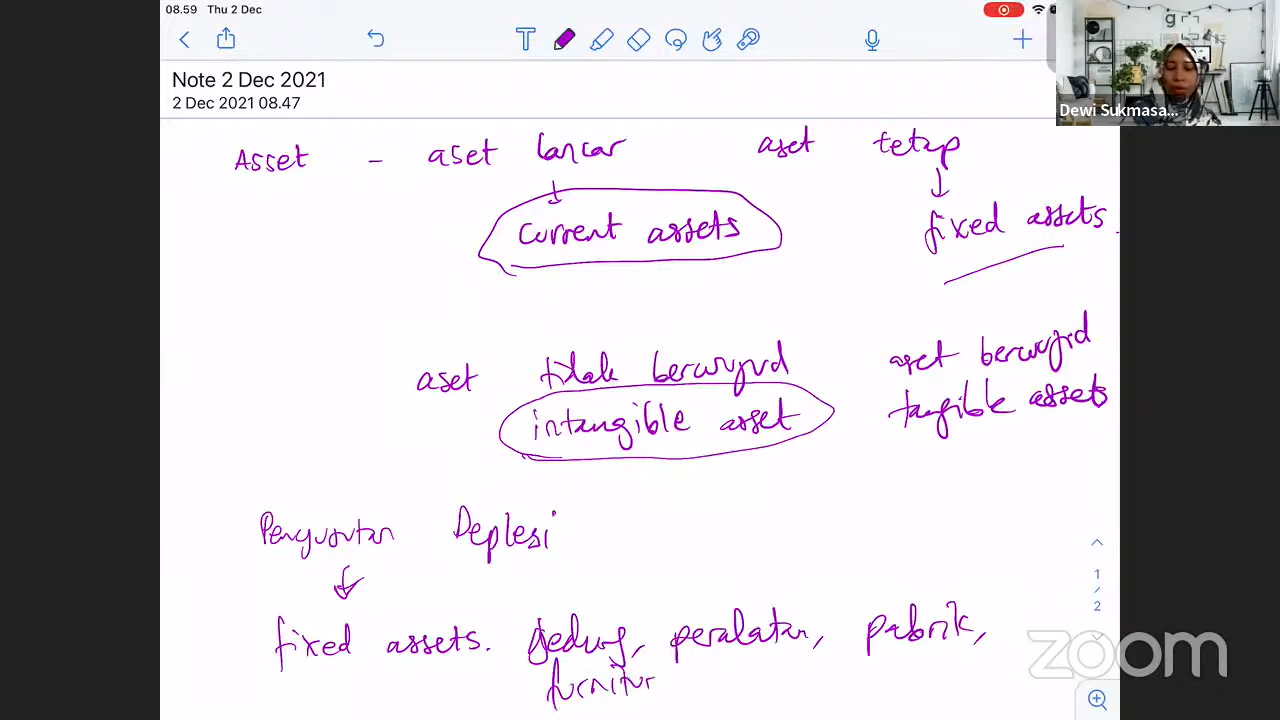 08.59 Thu 2 Dec
Dewi Sukmasa...
Note 2 Dec 2021
2 Dec 2021 08.47
Asset - aset lancar aset tetap
current assets fixed assets.
aset tidak berwujud aset berwujud
intangible asset tangible assets
Penyusutan Deplesi
fixed assets. gedung, peralatan, pabrik,
furnitur
1
/
2
zoom